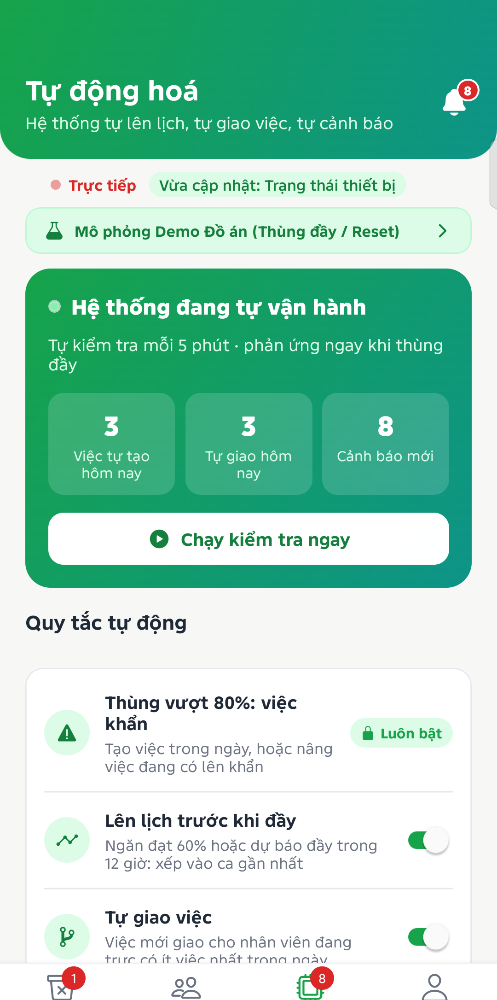 Tự động hoá
8
Hệ thống tự lên lịch, tự giao việc, tự cảnh báo
Trực tiếp
Vừa cập nhật: Trạng thái thiết bị
Mô phỏng Demo Đồ án (Thùng đầy / Reset)
Hệ thống đang tự vận hành
Tự kiểm tra mỗi 5 phút · phản ứng ngay khi thùng
đầy
3
Việc tự tạo
hôm nay
3
Tự giao hôm
nay
8
Cảnh báo mới
Chạy kiểm tra ngay
Quy tắc tự động
Thùng vượt 80%: việc
khẩn
Tạo việc trong ngày, hoặc nâng
việc đang có lên khẩn
Luôn bật
Lên lịch trước khi đầy
Ngăn đạt 60% hoặc dự báo đầy trong
12 giờ: xếp vào ca gần nhất
Tự giao việc
Việc mới giao cho nhân viên đang
trực có ít việc nhất trong ngày
1
8